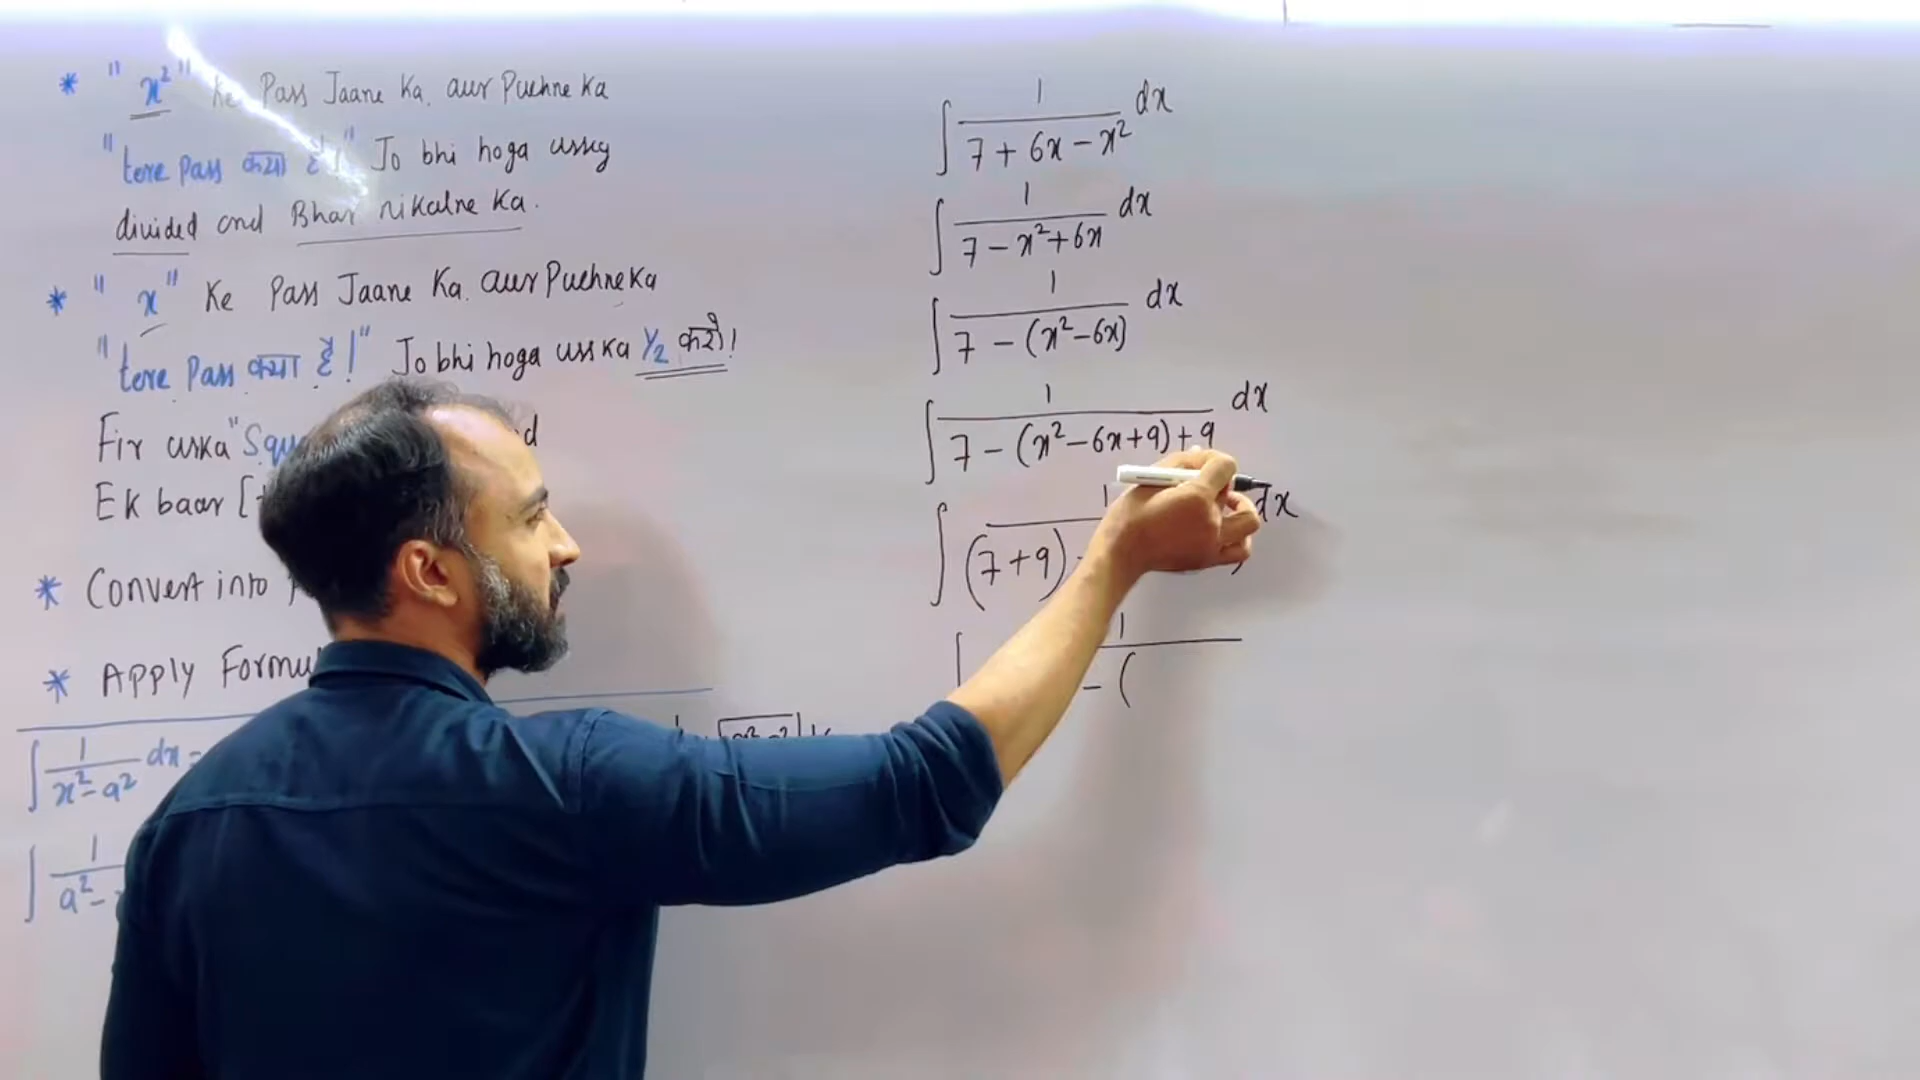 * "x²" Ke Pass Jaane Ka. aur Puchne Ka
"tere Pass क्या है!" Jo bhi hoga ussey
divided and Bhar nikalne Ka.
* "x" Ke Pass Jaane Ka. aur Puchne Ka
"tere Pass क्या है!" Jo bhi hoga usska 1/2 करो!
Fir uska "Squ
Ek baar [
* Convert into
* Apply Formu
∫ 1/(x²-a²) dx =
∫ 1/(a²-
∫ 1/(7+6x-x²) dx
∫ 1/(7-x²+6x) dx
∫ 1/(7-(x²-6x)) dx
∫ 1/(7-(x²-6x+9)+9) dx
∫ 1/((7+9)- dx
∫ 1/ -(